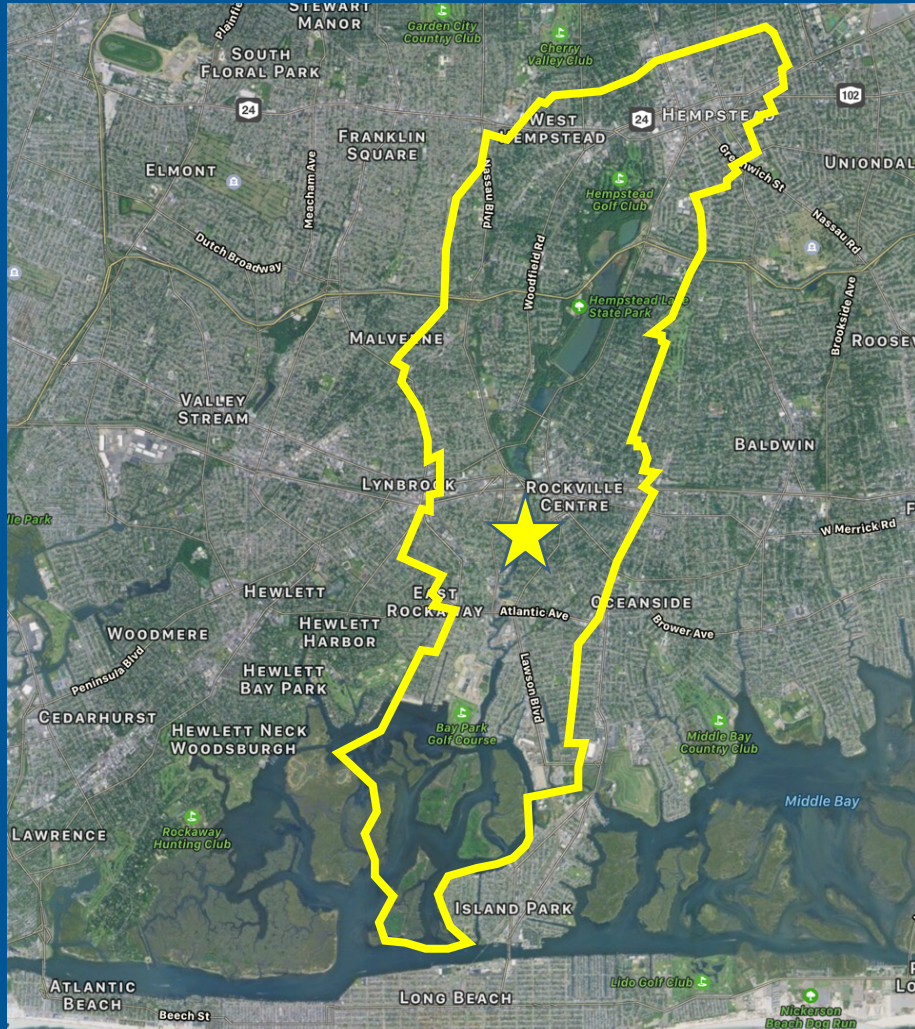 STEWART
MANOR
Garden City
Country Club
Cherry
Valley Club
SOUTH
FLORAL PARK
24
102
WEST
HEMPSTEAD
24
HEMPSTEAD
FRANKLIN
SQUARE
ELMONT
Meacham Ave
Nassau Blvd
Greenwich St
UNIONDAL
Hempstead
Golf Club
Nassau Rd
Dutch Broadway
Woodfield Rd
Hempstead Lake
State Park
Brookside Ave
MALVERNE
ROOSEV
VALLEY
STREAM
BALDWIN
LYNBROOK
ROCKVILLE
CENTRE
lle Park
W Merrick Rd
HEWLETT
EAST
ROCKAWAY
Atlantic Ave
OCEANSIDE
Brower Ave
HEWLETT
HARBOR
WOODMERE
Peninsula Blvd
HEWLETT
BAY PARK
Lawson Blvd
CEDARHURST
HEWLETT NECK
WOODSBURGH
Bay Park
Golf Course
Middle Bay
Country Club
Middle Bay
LAWRENCE
Rockaway
Hunting Club
ISLAND PARK
ATLANTIC
BEACH
LONG BEACH
Lido Golf Club
Beech St
Nickerson
Beach Dog Run